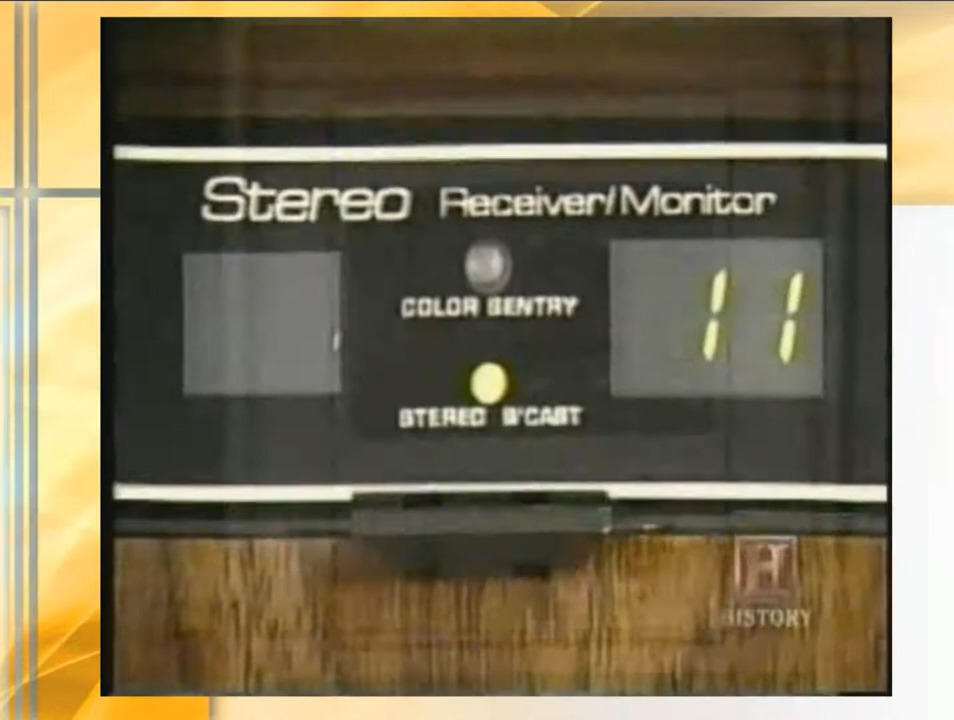 Stereo Receiver/Monitor
COLOR SENTRY
11
STEREO B'CAST
H
HISTORY